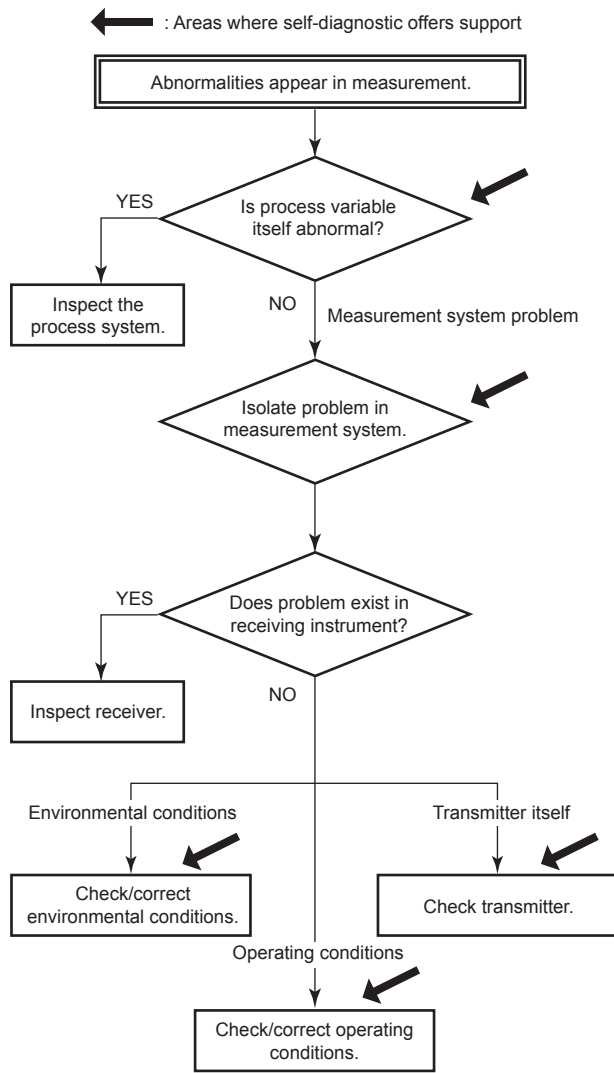 : Areas where self-diagnostic offers support
Abnormalities appear in measurement.
YES
Is process variable
itself abnormal?
Inspect the
process system.
NO
Measurement system problem
Isolate problem in
measurement system.
YES
Does problem exist in
receiving instrument?
Inspect receiver.
NO
Environmental conditions
Transmitter itself
Check/correct
environmental conditions.
Check transmitter.
Operating conditions
Check/correct operating
conditions.